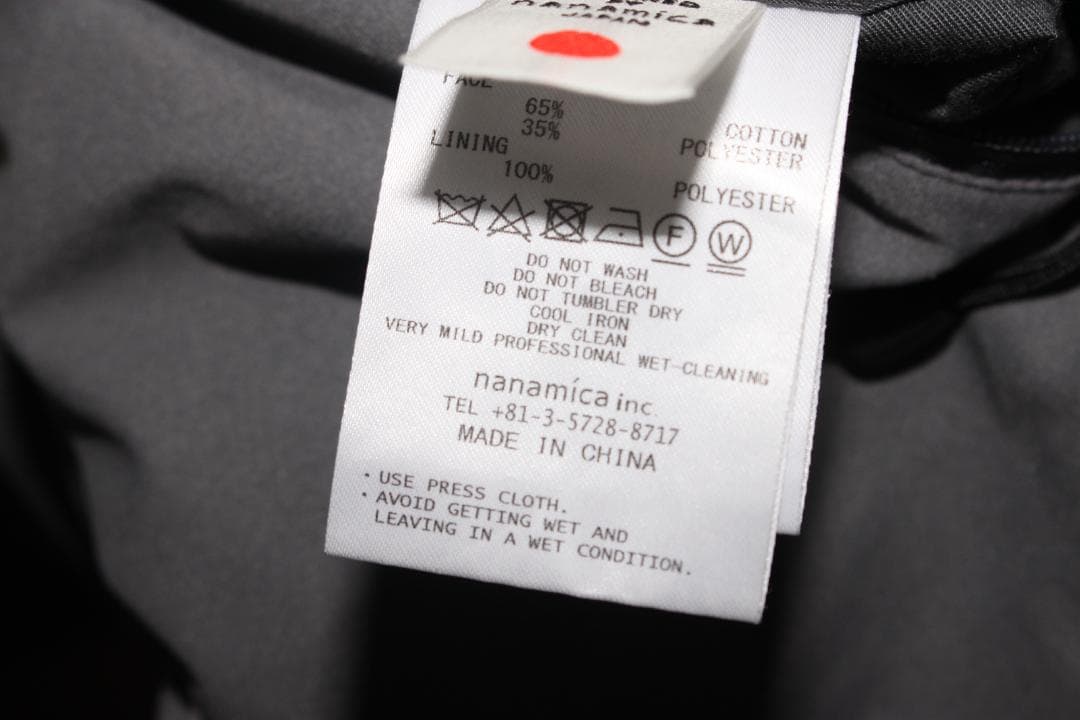 nanamica
JAPAN
FACE
65% COTTON
35% POLYESTER
LINING
100% POLYESTER
F W
DO NOT WASH
DO NOT BLEACH
DO NOT TUMBLER DRY
COOL IRON
DRY CLEAN
VERY MILD PROFESSIONAL WET-CLEANING
nanamica inc.
TEL +81-3-5728-8717
MADE IN CHINA
・USE PRESS CLOTH.
・AVOID GETTING WET AND
LEAVING IN A WET CONDITION.